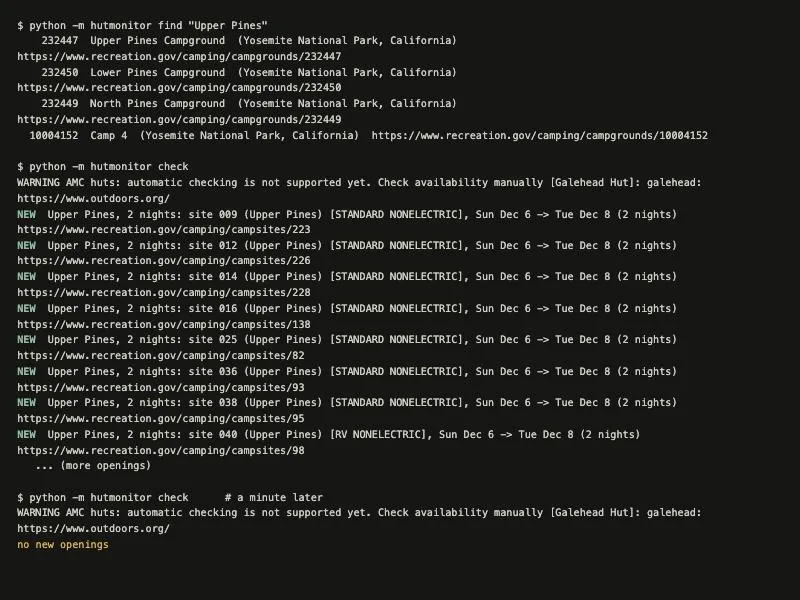 $ python -m hutmonitor find "Upper Pines"
232447 Upper Pines Campground (Yosemite National Park, California)
https://www.recreation.gov/camping/campgrounds/232447
232450 Lower Pines Campground (Yosemite National Park, California)
https://www.recreation.gov/camping/campgrounds/232450
232449 North Pines Campground (Yosemite National Park, California)
https://www.recreation.gov/camping/campgrounds/232449
10004152 Camp 4 (Yosemite National Park, California) https://www.recreation.gov/camping/campgrounds/10004152
$ python -m hutmonitor check
WARNING AMC huts: automatic checking is not supported yet. Check availability manually [Galehead Hut]: galehead:
https://www.outdoors.org/
NEW Upper Pines, 2 nights: site 009 (Upper Pines) [STANDARD NONELECTRIC], Sun Dec 6 -> Tue Dec 8 (2 nights)
https://www.recreation.gov/camping/campsites/223
NEW Upper Pines, 2 nights: site 012 (Upper Pines) [STANDARD NONELECTRIC], Sun Dec 6 -> Tue Dec 8 (2 nights)
https://www.recreation.gov/camping/campsites/226
NEW Upper Pines, 2 nights: site 014 (Upper Pines) [STANDARD NONELECTRIC], Sun Dec 6 -> Tue Dec 8 (2 nights)
https://www.recreation.gov/camping/campsites/228
NEW Upper Pines, 2 nights: site 016 (Upper Pines) [STANDARD NONELECTRIC], Sun Dec 6 -> Tue Dec 8 (2 nights)
https://www.recreation.gov/camping/campsites/138
NEW Upper Pines, 2 nights: site 025 (Upper Pines) [STANDARD NONELECTRIC], Sun Dec 6 -> Tue Dec 8 (2 nights)
https://www.recreation.gov/camping/campsites/82
NEW Upper Pines, 2 nights: site 036 (Upper Pines) [STANDARD NONELECTRIC], Sun Dec 6 -> Tue Dec 8 (2 nights)
https://www.recreation.gov/camping/campsites/93
NEW Upper Pines, 2 nights: site 038 (Upper Pines) [STANDARD NONELECTRIC], Sun Dec 6 -> Tue Dec 8 (2 nights)
https://www.recreation.gov/camping/campsites/95
NEW Upper Pines, 2 nights: site 040 (Upper Pines) [RV NONELECTRIC], Sun Dec 6 -> Tue Dec 8 (2 nights)
https://www.recreation.gov/camping/campsites/98
... (more openings)
$ python -m hutmonitor check # a minute later
WARNING AMC huts: automatic checking is not supported yet. Check availability manually [Galehead Hut]: galehead:
https://www.outdoors.org/
no new openings